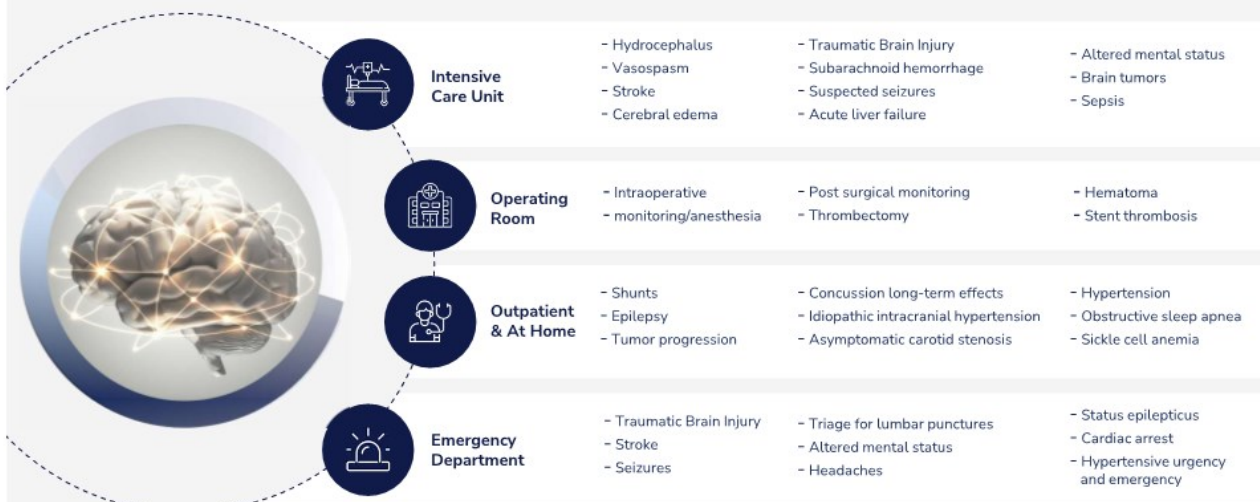 Intensive
Care Unit
- Hydrocephalus
- Vasospasm
- Stroke
- Cerebral edema
- Traumatic Brain Injury
- Subarachnoid hemorrhage
- Suspected seizures
- Acute liver failure
- Altered mental status
- Brain tumors
- Sepsis
Operating
Room
- Intraoperative
- monitoring/anesthesia
- Post surgical monitoring
- Thrombectomy
- Hematoma
- Stent thrombosis
Outpatient
& At Home
- Shunts
- Epilepsy
- Tumor progression
- Concussion long-term effects
- Idiopathic intracranial hypertension
- Asymptomatic carotid stenosis
- Hypertension
- Obstructive sleep apnea
- Sickle cell anemia
Emergency
Department
- Traumatic Brain Injury
- Stroke
- Seizures
- Triage for lumbar punctures
- Altered mental status
- Headaches
- Status epilepticus
- Cardiac arrest
- Hypertensive urgency
and emergency